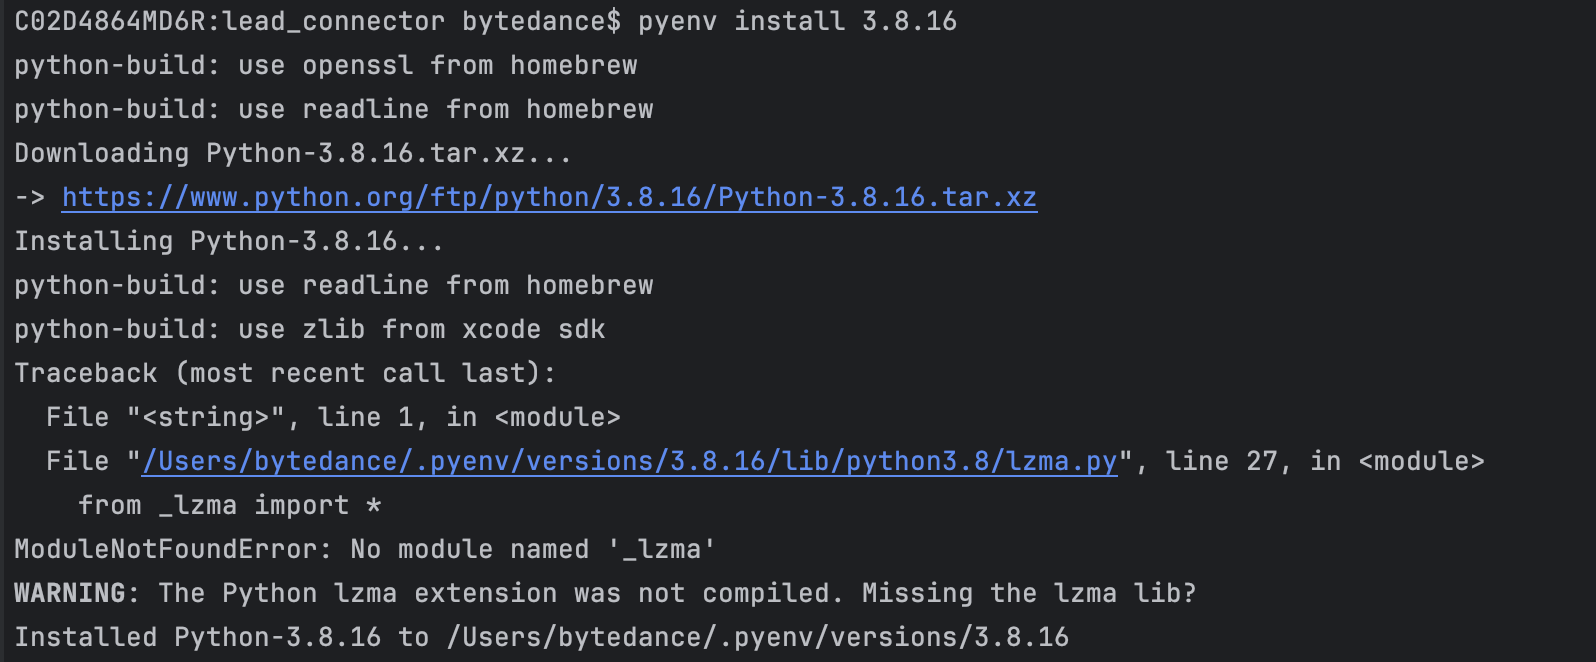 C02D4864MD6R:lead_connector bytedance$ pyenv install 3.8.16
python-build: use openssl from homebrew
python-build: use readline from homebrew
Downloading Python-3.8.16.tar.xz...
-> https://www.python.org/ftp/python/3.8.16/Python-3.8.16.tar.xz
Installing Python-3.8.16...
python-build: use readline from homebrew
python-build: use zlib from xcode sdk
Traceback (most recent call last):
  File "<string>", line 1, in <module>
  File "/Users/bytedance/.pyenv/versions/3.8.16/lib/python3.8/lzma.py", line 27, in <module>
    from _lzma import *
ModuleNotFoundError: No module named '_lzma'
WARNING: The Python lzma extension was not compiled. Missing the lzma lib?
Installed Python-3.8.16 to /Users/bytedance/.pyenv/versions/3.8.16